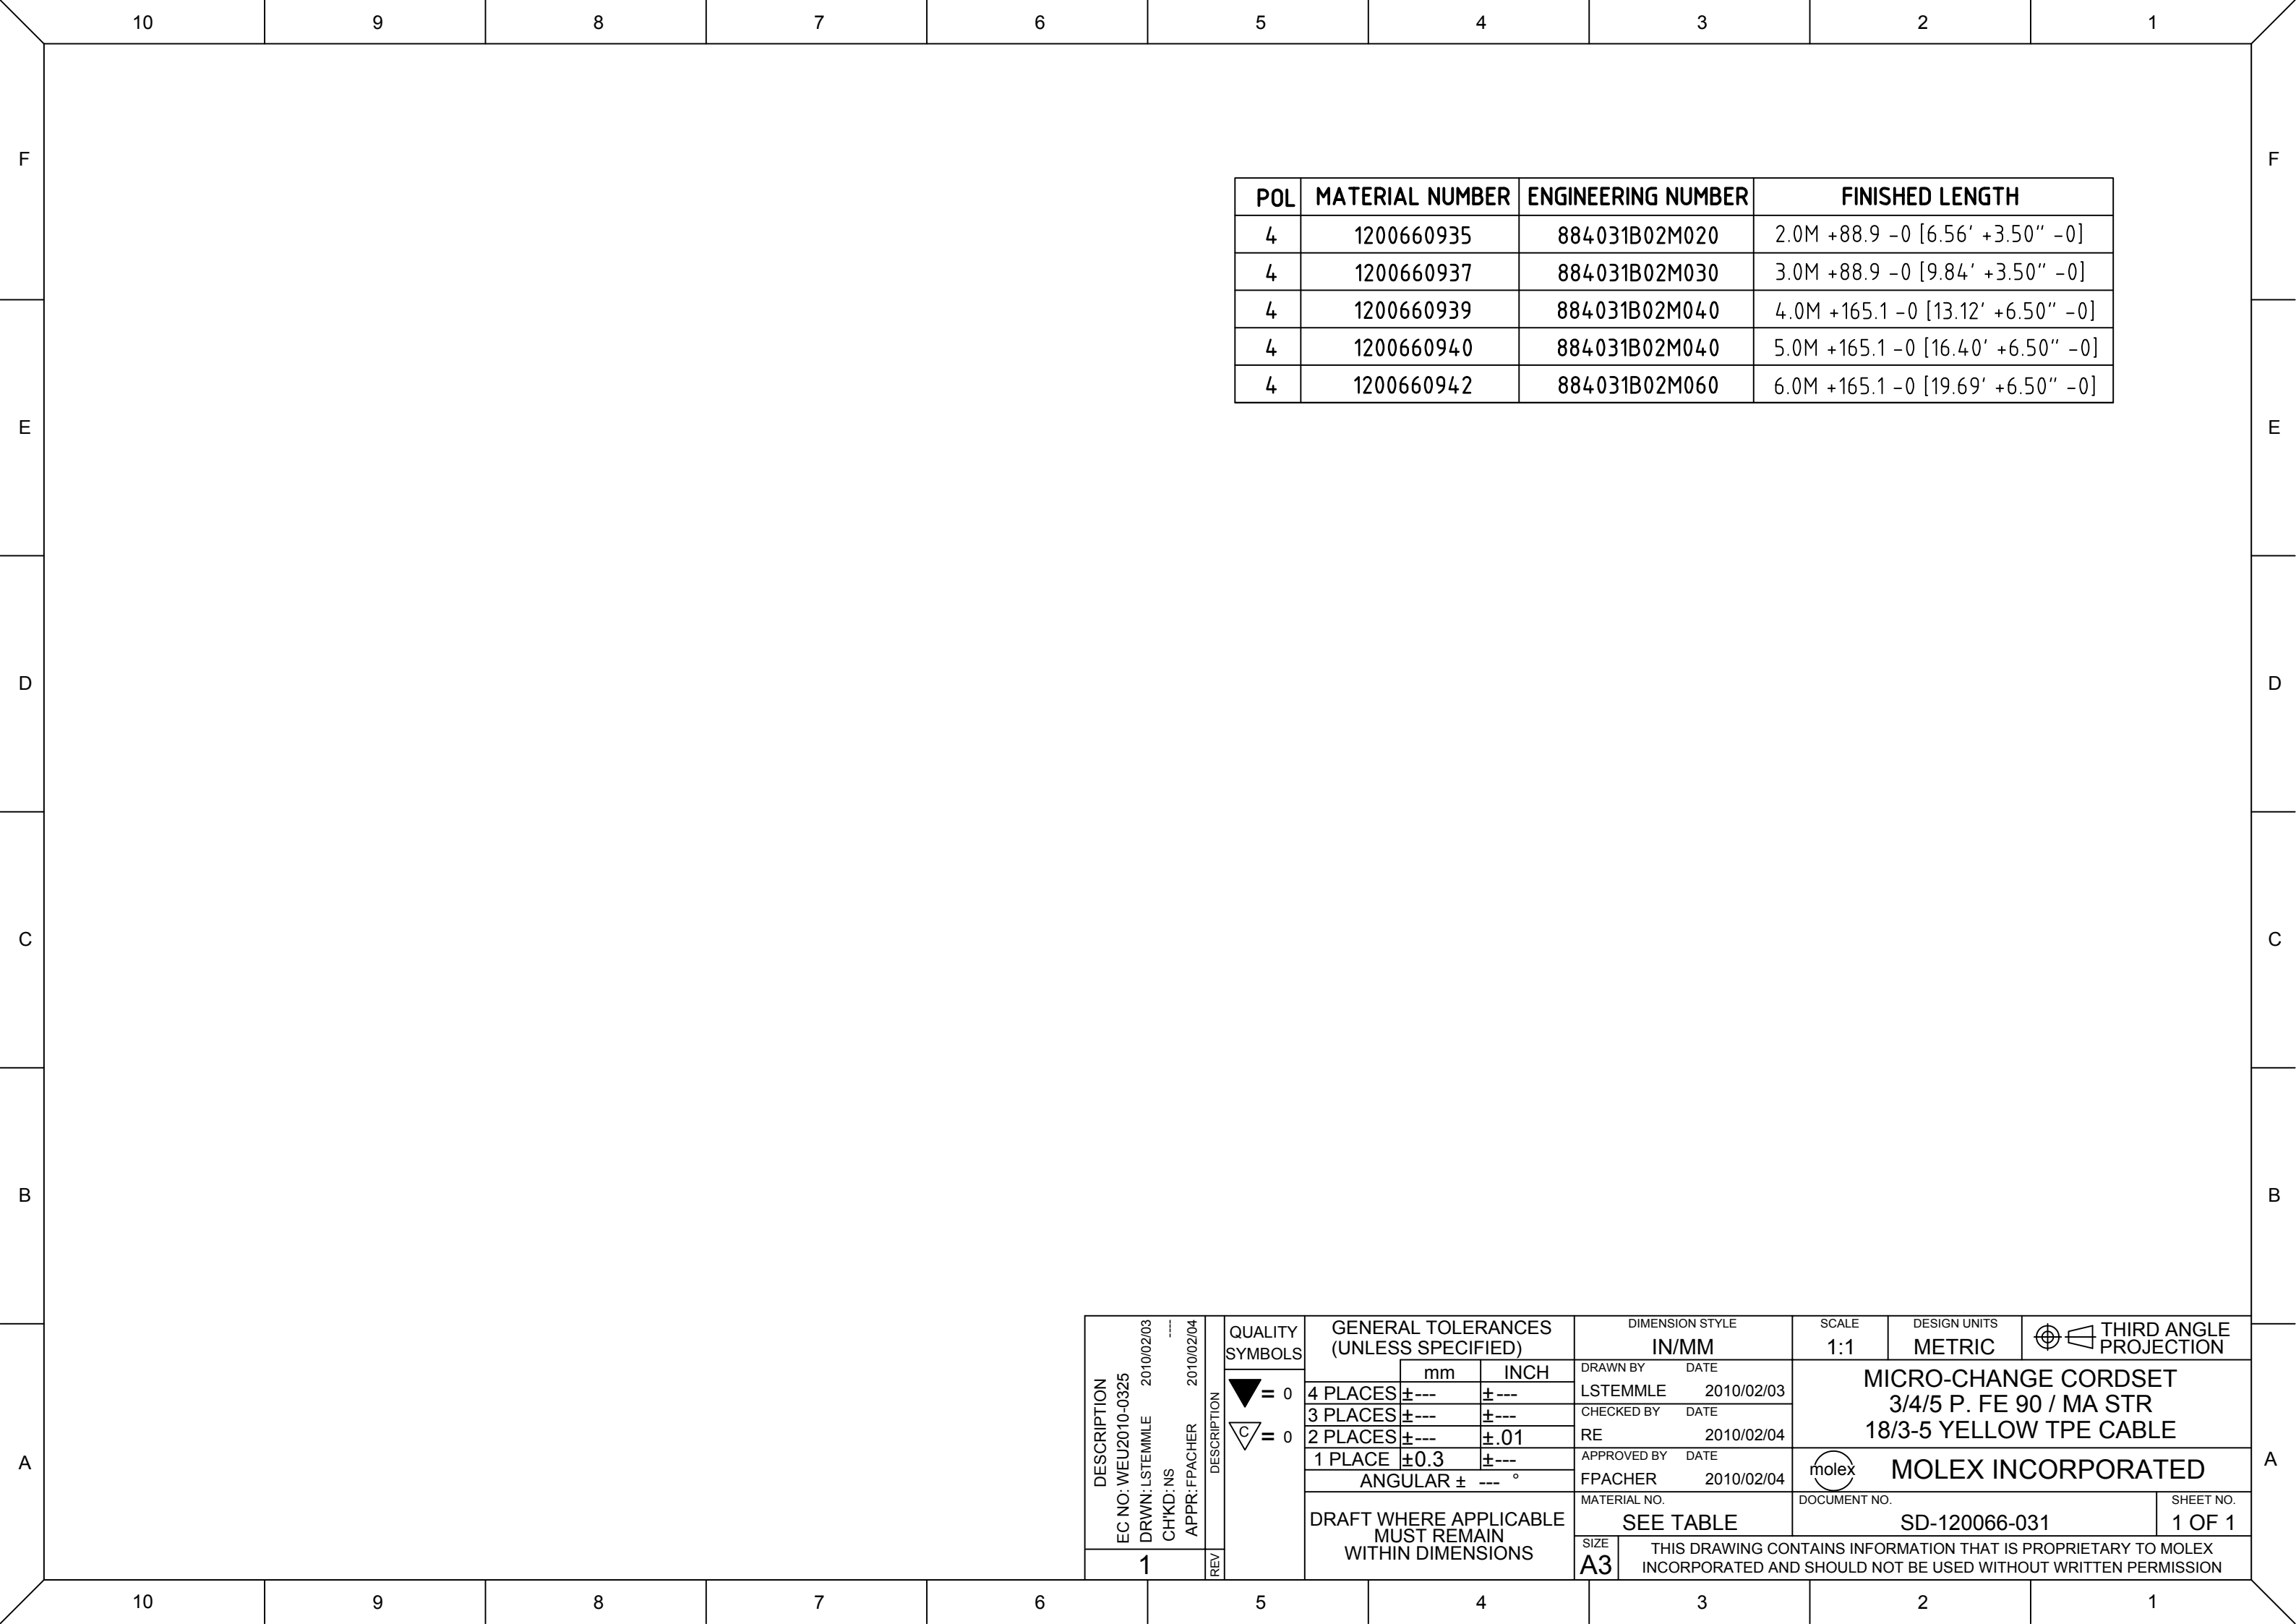 10 9 8 7 6 5 4 3 2 1
F F
POL MATERIAL NUMBER ENGINEERING NUMBER FINISHED LENGTH
4 1200660935 884031B02M020 2.0M +88.9 -0 [6.56' +3.50" -0]
4 1200660937 884031B02M030 3.0M +88.9 -0 [9.84' +3.50" -0]
4 1200660939 884031B02M040 4.0M +165.1 -0 [13.12' +6.50" -0]
4 1200660940 884031B02M040 5.0M +165.1 -0 [16.40' +6.50" -0]
4 1200660942 884031B02M060 6.0M +165.1 -0 [19.69' +6.50" -0]
E E
D D
C C
B B
A A
DESCRIPTION
EC NO: WEU2010-0325
DRWN: LSTEMMLE 2010/02/03
CH'KD: NS ----
APPR: FPACHER 2010/02/04
1
DESCRIPTION
REV
QUALITY
SYMBOLS
= 0
C = 0
GENERAL TOLERANCES
(UNLESS SPECIFIED)
mm INCH
4 PLACES ±--- ±---
3 PLACES ±--- ±---
2 PLACES ±--- ±.01
1 PLACE ±0.3 ±---
ANGULAR ± --- °
DRAFT WHERE APPLICABLE
MUST REMAIN
WITHIN DIMENSIONS
DIMENSION STYLE
IN/MM
SCALE
1:1
DESIGN UNITS
METRIC
THIRD ANGLE
PROJECTION
DRAWN BY DATE
LSTEMMLE 2010/02/03
CHECKED BY DATE
RE 2010/02/04
APPROVED BY DATE
FPACHER 2010/02/04
MICRO-CHANGE CORDSET
3/4/5 P. FE 90 / MA STR
18/3-5 YELLOW TPE CABLE
molex MOLEX INCORPORATED
MATERIAL NO.
SEE TABLE
DOCUMENT NO.
SD-120066-031
SHEET NO.
1 OF 1
SIZE
A3
THIS DRAWING CONTAINS INFORMATION THAT IS PROPRIETARY TO MOLEX
INCORPORATED AND SHOULD NOT BE USED WITHOUT WRITTEN PERMISSION
10 9 8 7 6 5 4 3 2 1